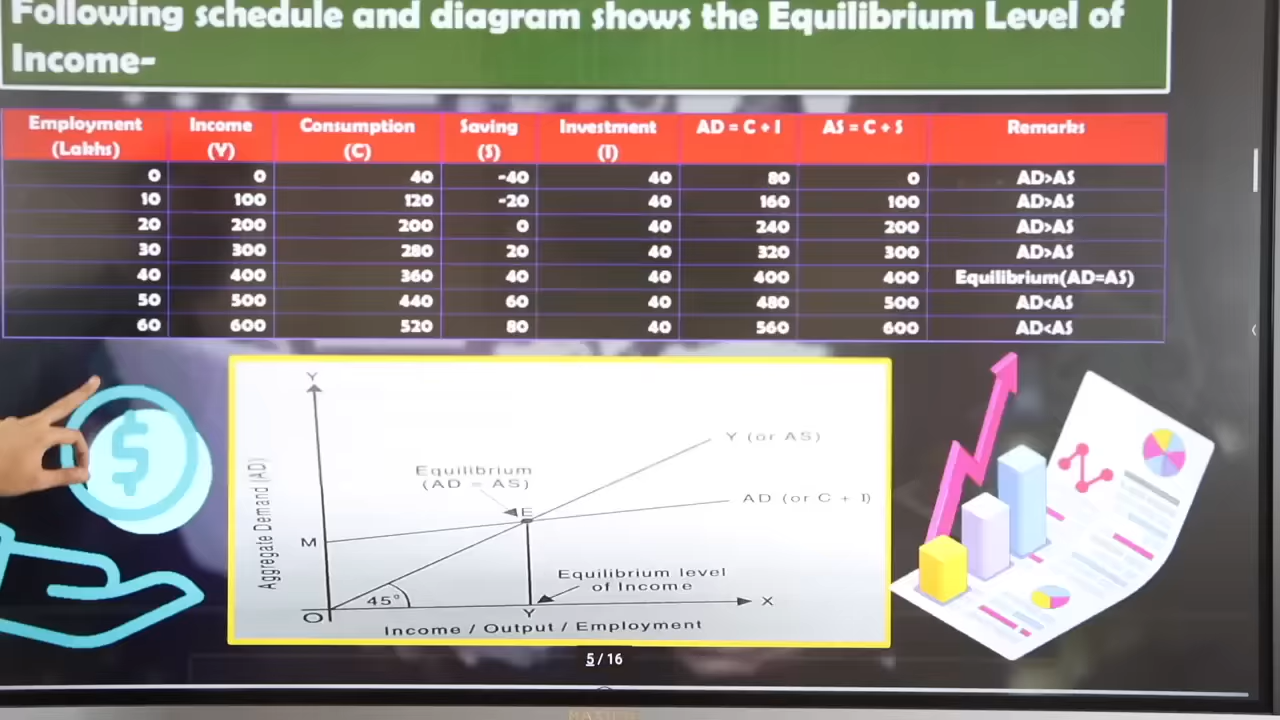 Following schedule and diagram shows the Equilibrium Level of
Income-
Employment (Lakhs) Income (Y) Consumption (C) Saving (S) Investment (I) AD = C + I AS = C + S Remarks
0 0 40 -40 40 80 0 AD>AS
10 100 120 -20 40 160 100 AD>AS
20 200 200 0 40 240 200 AD>AS
30 300 280 20 40 320 300 AD>AS
40 400 360 40 40 400 400 Equilibrium(AD=AS)
50 500 440 60 40 480 500 AD<AS
60 600 520 80 40 560 600 AD<AS
Y
Y (or AS)
Equilibrium
(AD = AS)
AD (or C + I)
E
M
Aggregate Demand (AD)
Equilibrium level
of Income
45°
O
Y
X
Income / Output / Employment
$
5 / 16